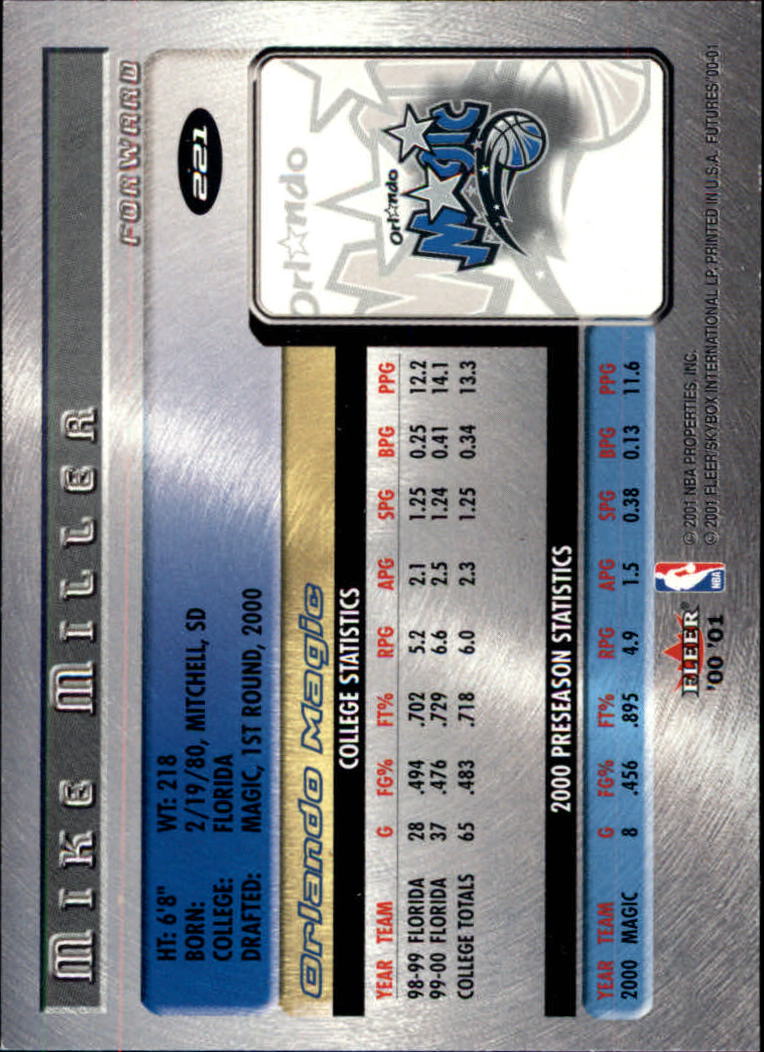 MIKE MILLER
FORWARD
HT: 6'8" WT: 218
BORN: 2/19/80, MITCHELL, SD
COLLEGE: FLORIDA
DRAFTED: MAGIC, 1ST ROUND, 2000
221
Orlando Magic
Orlando
Orlando
MAGIC
COLLEGE STATISTICS
YEAR TEAM G FG% FT% RPG APG SPG BPG PPG
98-99 FLORIDA 28 .494 .702 5.2 2.1 1.25 0.25 12.2
99-00 FLORIDA 37 .476 .729 6.6 2.5 1.24 0.41 14.1
COLLEGE TOTALS 65 .483 .718 6.0 2.3 1.25 0.34 13.3
2000 PRESEASON STATISTICS
YEAR TEAM G FG% FT% RPG APG SPG BPG PPG
2000 MAGIC 8 .456 .895 4.9 1.5 0.38 0.13 11.6
FLEER®
'00 '01
NBA
© 2001 NBA PROPERTIES, INC.
© 2001 FLEER/SKYBOX INTERNATIONAL LP. PRINTED IN U.S.A. FUTURES '00-01